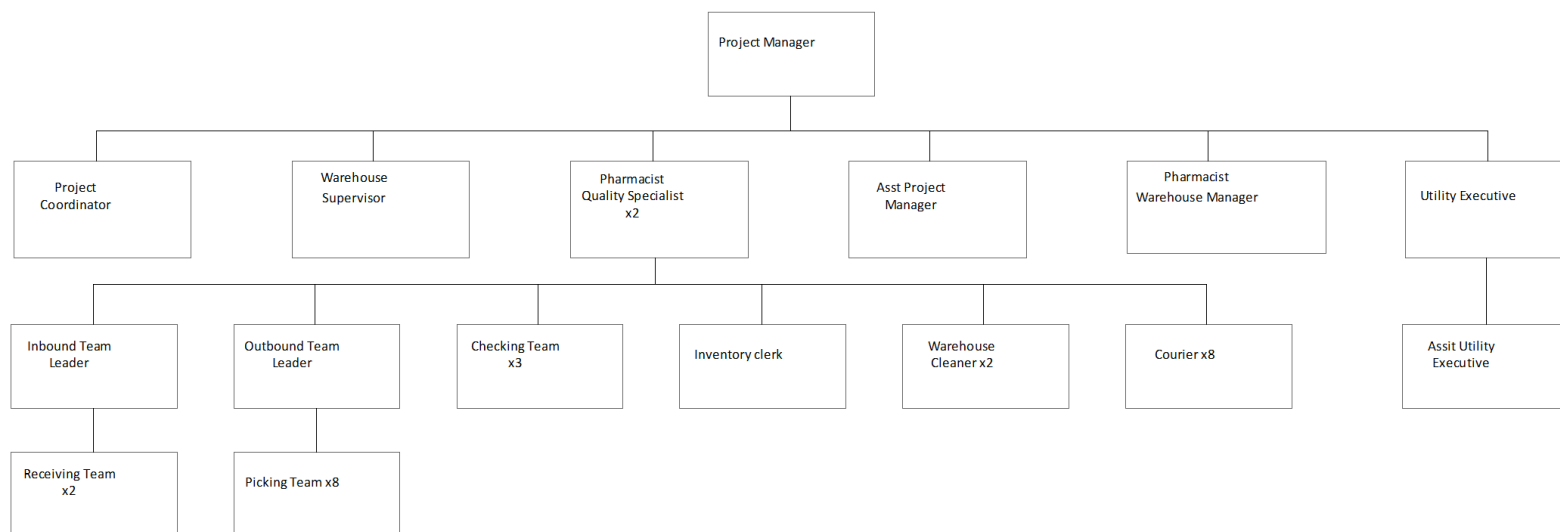 Project Manager
Project
Coordinator
Warehouse
Supervisor
Pharmacist
Quality Specialist
x2
Asst Project
Manager
Pharmacist
Warehouse Manager
Utility Executive
Inbound Team
Leader
Outbound Team
Leader
Checking Team
x3
Inventory clerk
Warehouse
Cleaner x2
Courier x8
Assit Utility
Executive
Receiving Team
x2
Picking Team x8